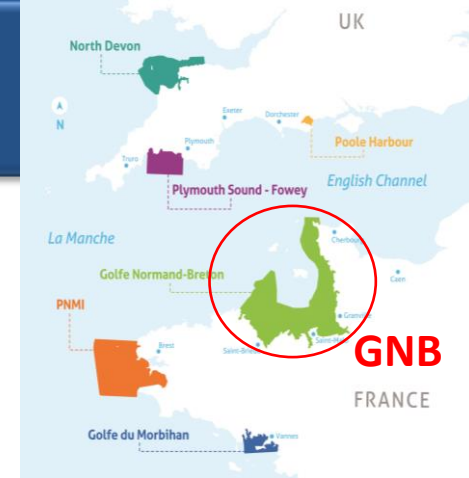 UK
North Devon
N
Exeter
Dorchester
Plymouth
Truro
Poole Harbour
Plymouth Sound - Fowey
English Channel
La Manche
Cherbourg
Golfe Normand-Breton
Caen
PNMI
Granville
Saint-Malo
Brest
Saint-Brieuc
GNB
FRANCE
Golfe du Morbihan
Vannes